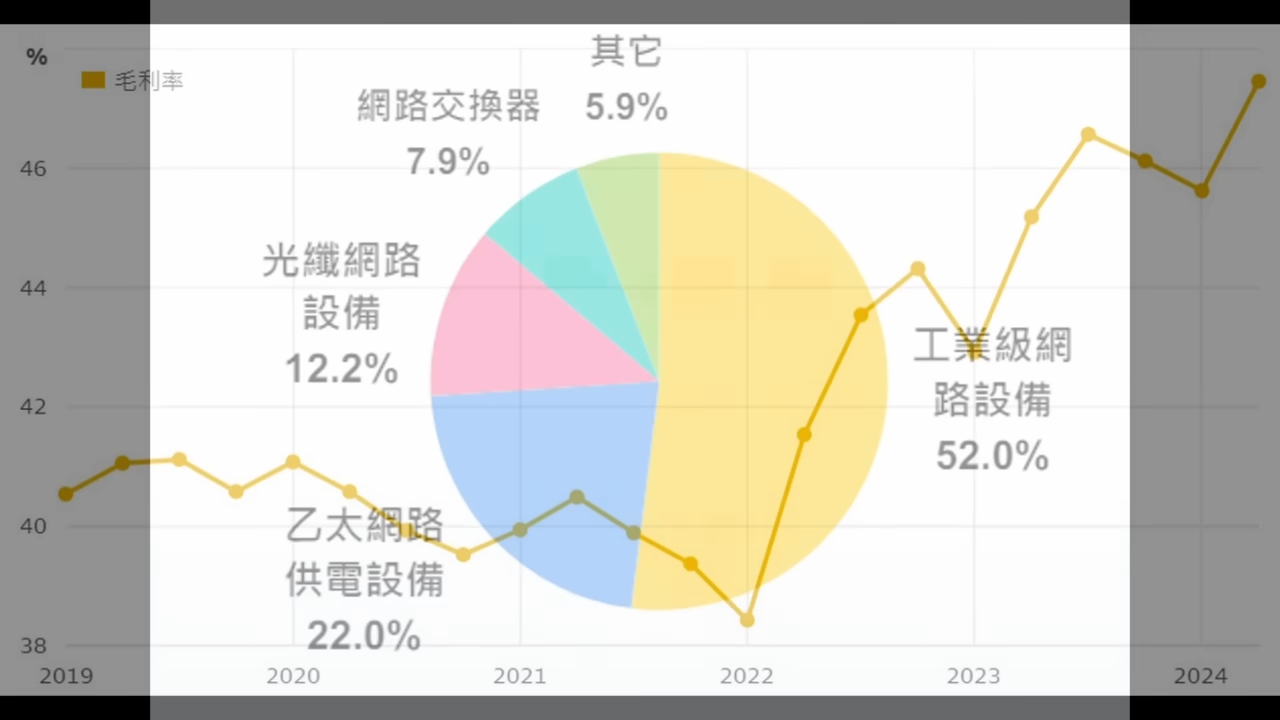 %
毛利率
46
44
42
40
38
2019
2020
2021
2022
2023
2024
其它
5.9%
網路交換器
7.9%
光纖網路
設備
12.2%
乙太網路
供電設備
22.0%
工業級網
路設備
52.0%